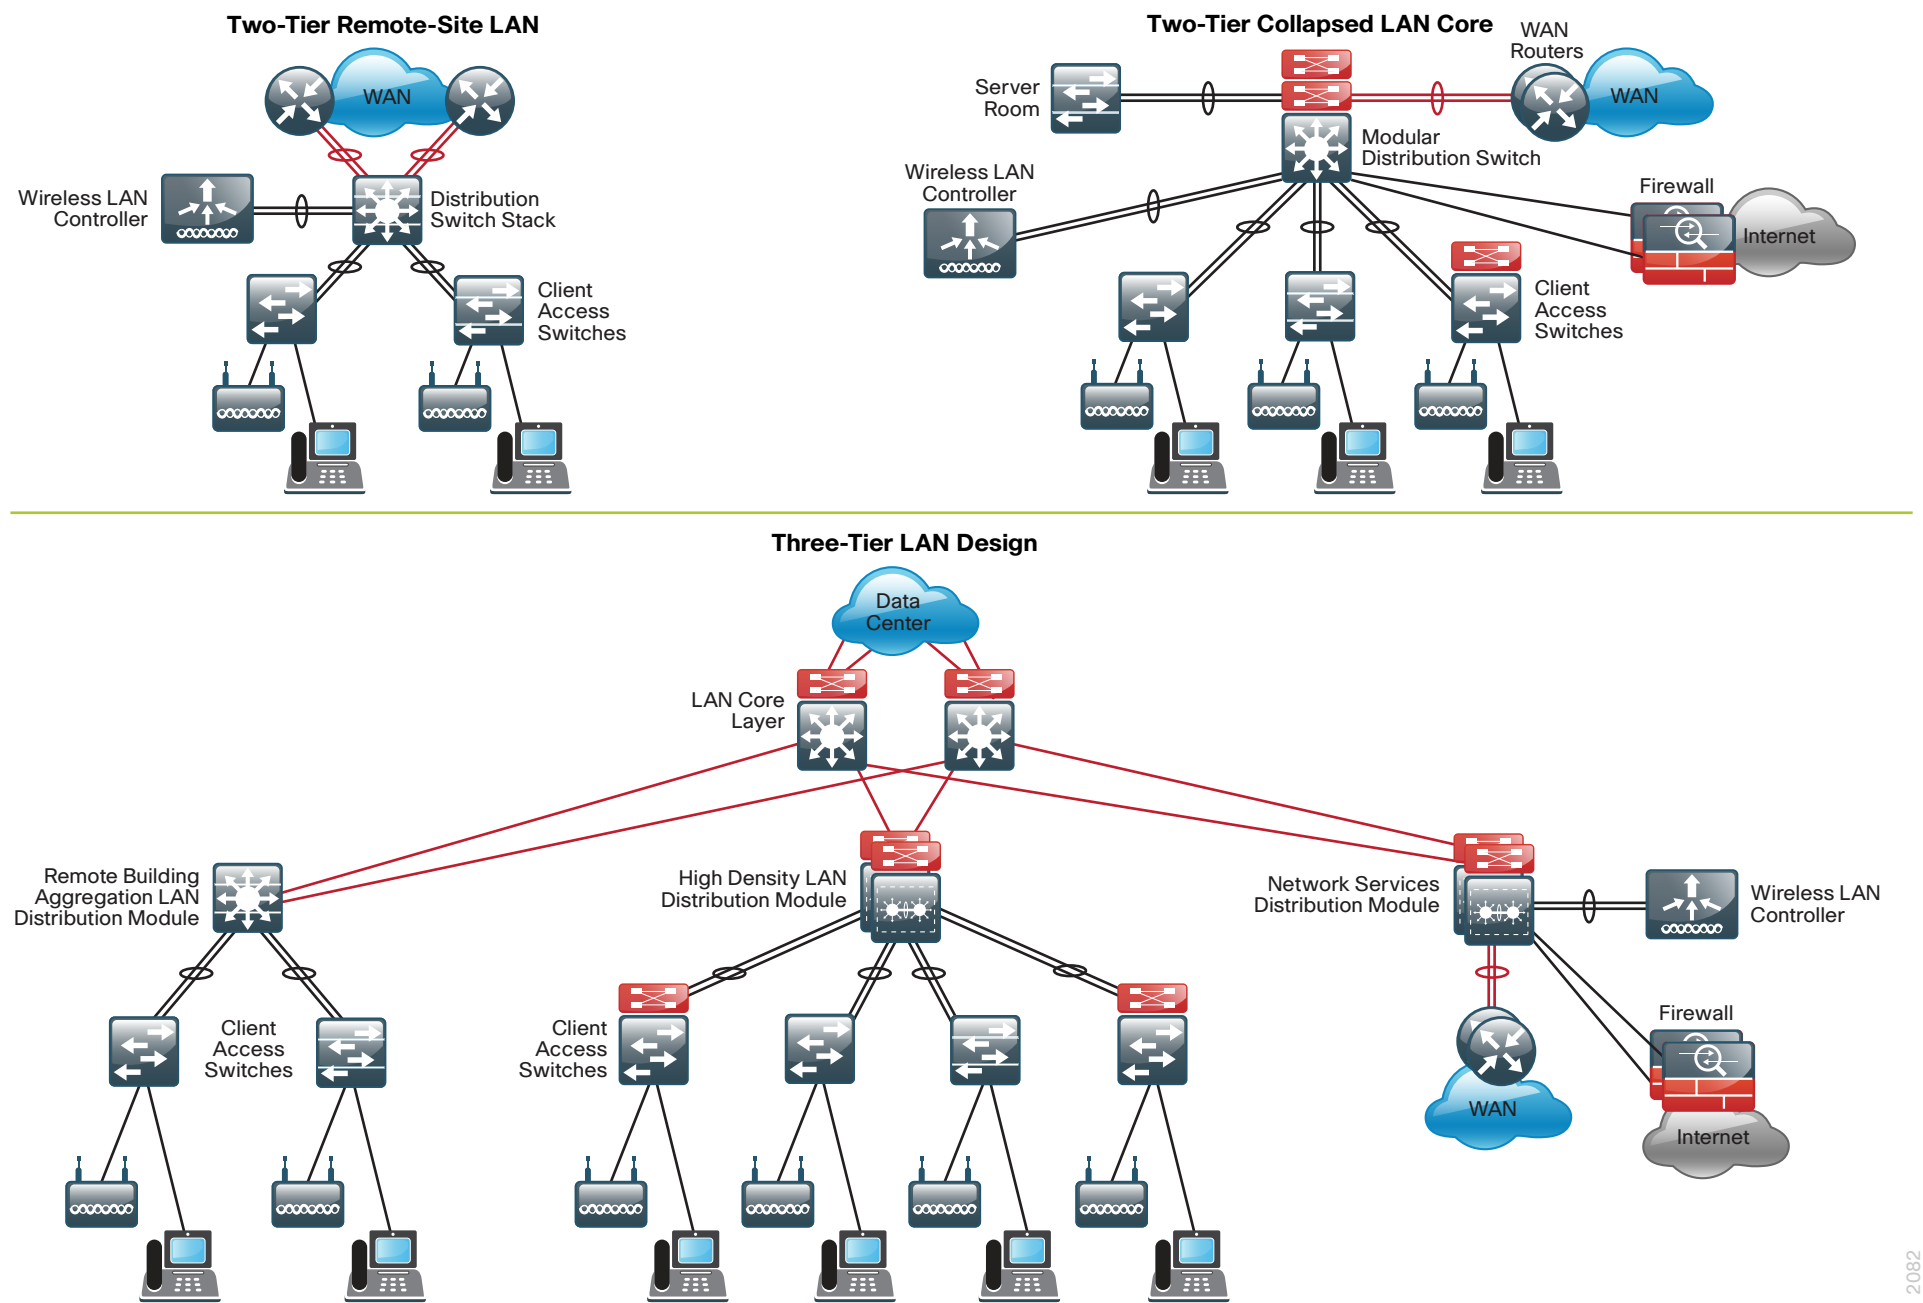 Two-Tier Remote-Site LAN
WAN
Wireless LAN
Controller
Distribution
Switch Stack
Client
Access
Switches
Two-Tier Collapsed LAN Core
WAN
Routers
Server
Room
WAN
Modular
Distribution Switch
Wireless LAN
Controller
Firewall
Internet
Client
Access
Switches
Three-Tier LAN Design
Data
Center
LAN Core
Layer
Remote Building
Aggregation LAN
Distribution Module
High Density LAN
Distribution Module
Network Services
Distribution Module
Wireless LAN
Controller
Client
Access
Switches
Client
Access
Switches
Firewall
WAN
Internet
2082